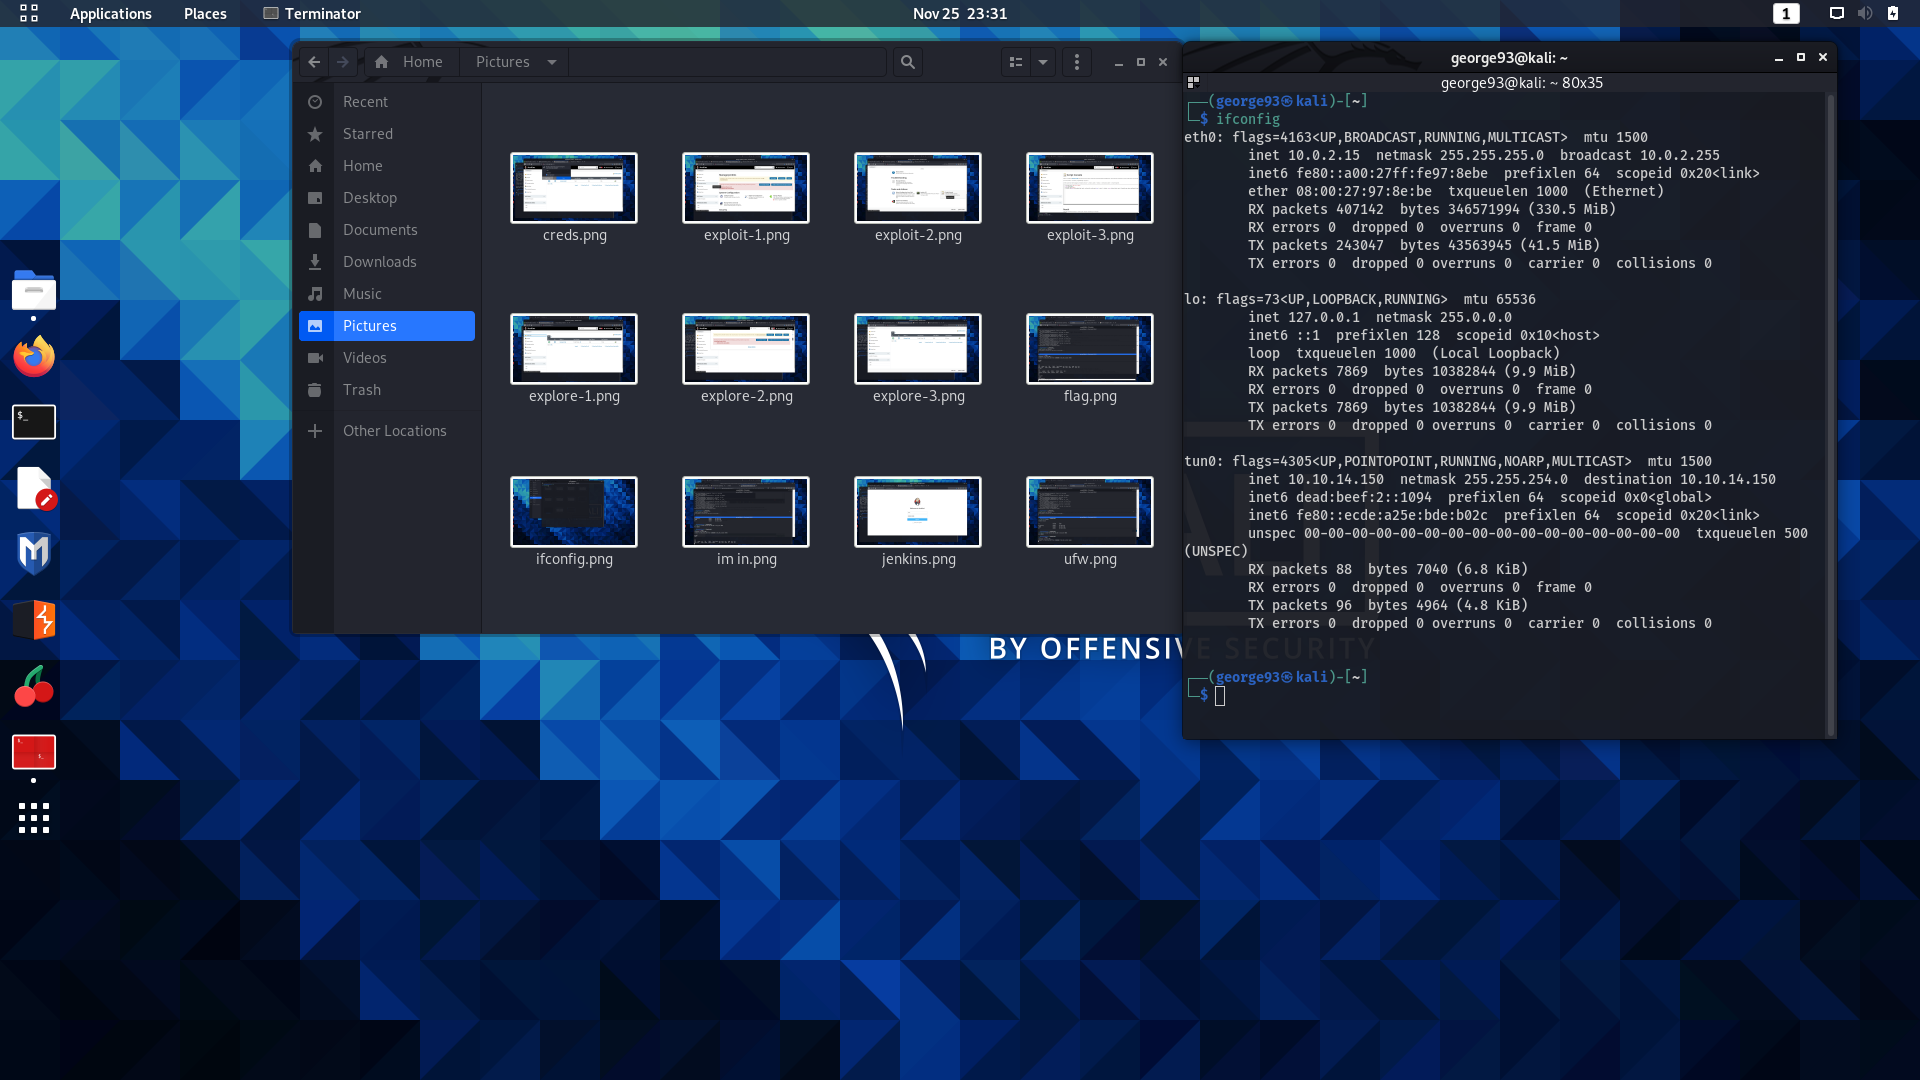 Applications Places Terminator Nov 25 23:31 1
Home Pictures
Recent
Starred
Home
Desktop
Documents
Downloads
Music
Pictures
Videos
Trash
Other Locations
creds.png exploit-1.png exploit-2.png exploit-3.png
explore-1.png explore-2.png explore-3.png flag.png
ifconfig.png im in.png jenkins.png ufw.png
BY OFFENSIVE SECURITY
george93@kali: ~
george93@kali: ~ 80x35
┌──(george93㉿kali)-[~]
└─$ ifconfig
eth0: flags=4163<UP,BROADCAST,RUNNING,MULTICAST>  mtu 1500
        inet 10.0.2.15  netmask 255.255.255.0  broadcast 10.0.2.255
        inet6 fe80::a00:27ff:fe97:8ebe  prefixlen 64  scopeid 0x20<link>
        ether 08:00:27:97:8e:be  txqueuelen 1000  (Ethernet)
        RX packets 407142  bytes 346571994 (330.5 MiB)
        RX errors 0  dropped 0  overruns 0  frame 0
        TX packets 243047  bytes 43563945 (41.5 MiB)
        TX errors 0  dropped 0 overruns 0  carrier 0  collisions 0
lo: flags=73<UP,LOOPBACK,RUNNING>  mtu 65536
        inet 127.0.0.1  netmask 255.0.0.0
        inet6 ::1  prefixlen 128  scopeid 0x10<host>
        loop  txqueuelen 1000  (Local Loopback)
        RX packets 7869  bytes 10382844 (9.9 MiB)
        RX errors 0  dropped 0  overruns 0  frame 0
        TX packets 7869  bytes 10382844 (9.9 MiB)
        TX errors 0  dropped 0 overruns 0  carrier 0  collisions 0
tun0: flags=4305<UP,POINTOPOINT,RUNNING,NOARP,MULTICAST>  mtu 1500
        inet 10.10.14.150  netmask 255.255.254.0  destination 10.10.14.150
        inet6 dead:beef:2::1094  prefixlen 64  scopeid 0x0<global>
        inet6 fe80::ecde:a25e:bde:b02c  prefixlen 64  scopeid 0x20<link>
        unspec 00-00-00-00-00-00-00-00-00-00-00-00-00-00-00-00  txqueuelen 500
(UNSPEC)
        RX packets 88  bytes 7040 (6.8 KiB)
        RX errors 0  dropped 0  overruns 0  frame 0
        TX packets 96  bytes 4964 (4.8 KiB)
        TX errors 0  dropped 0 overruns 0  carrier 0  collisions 0
┌──(george93㉿kali)-[~]
└─$